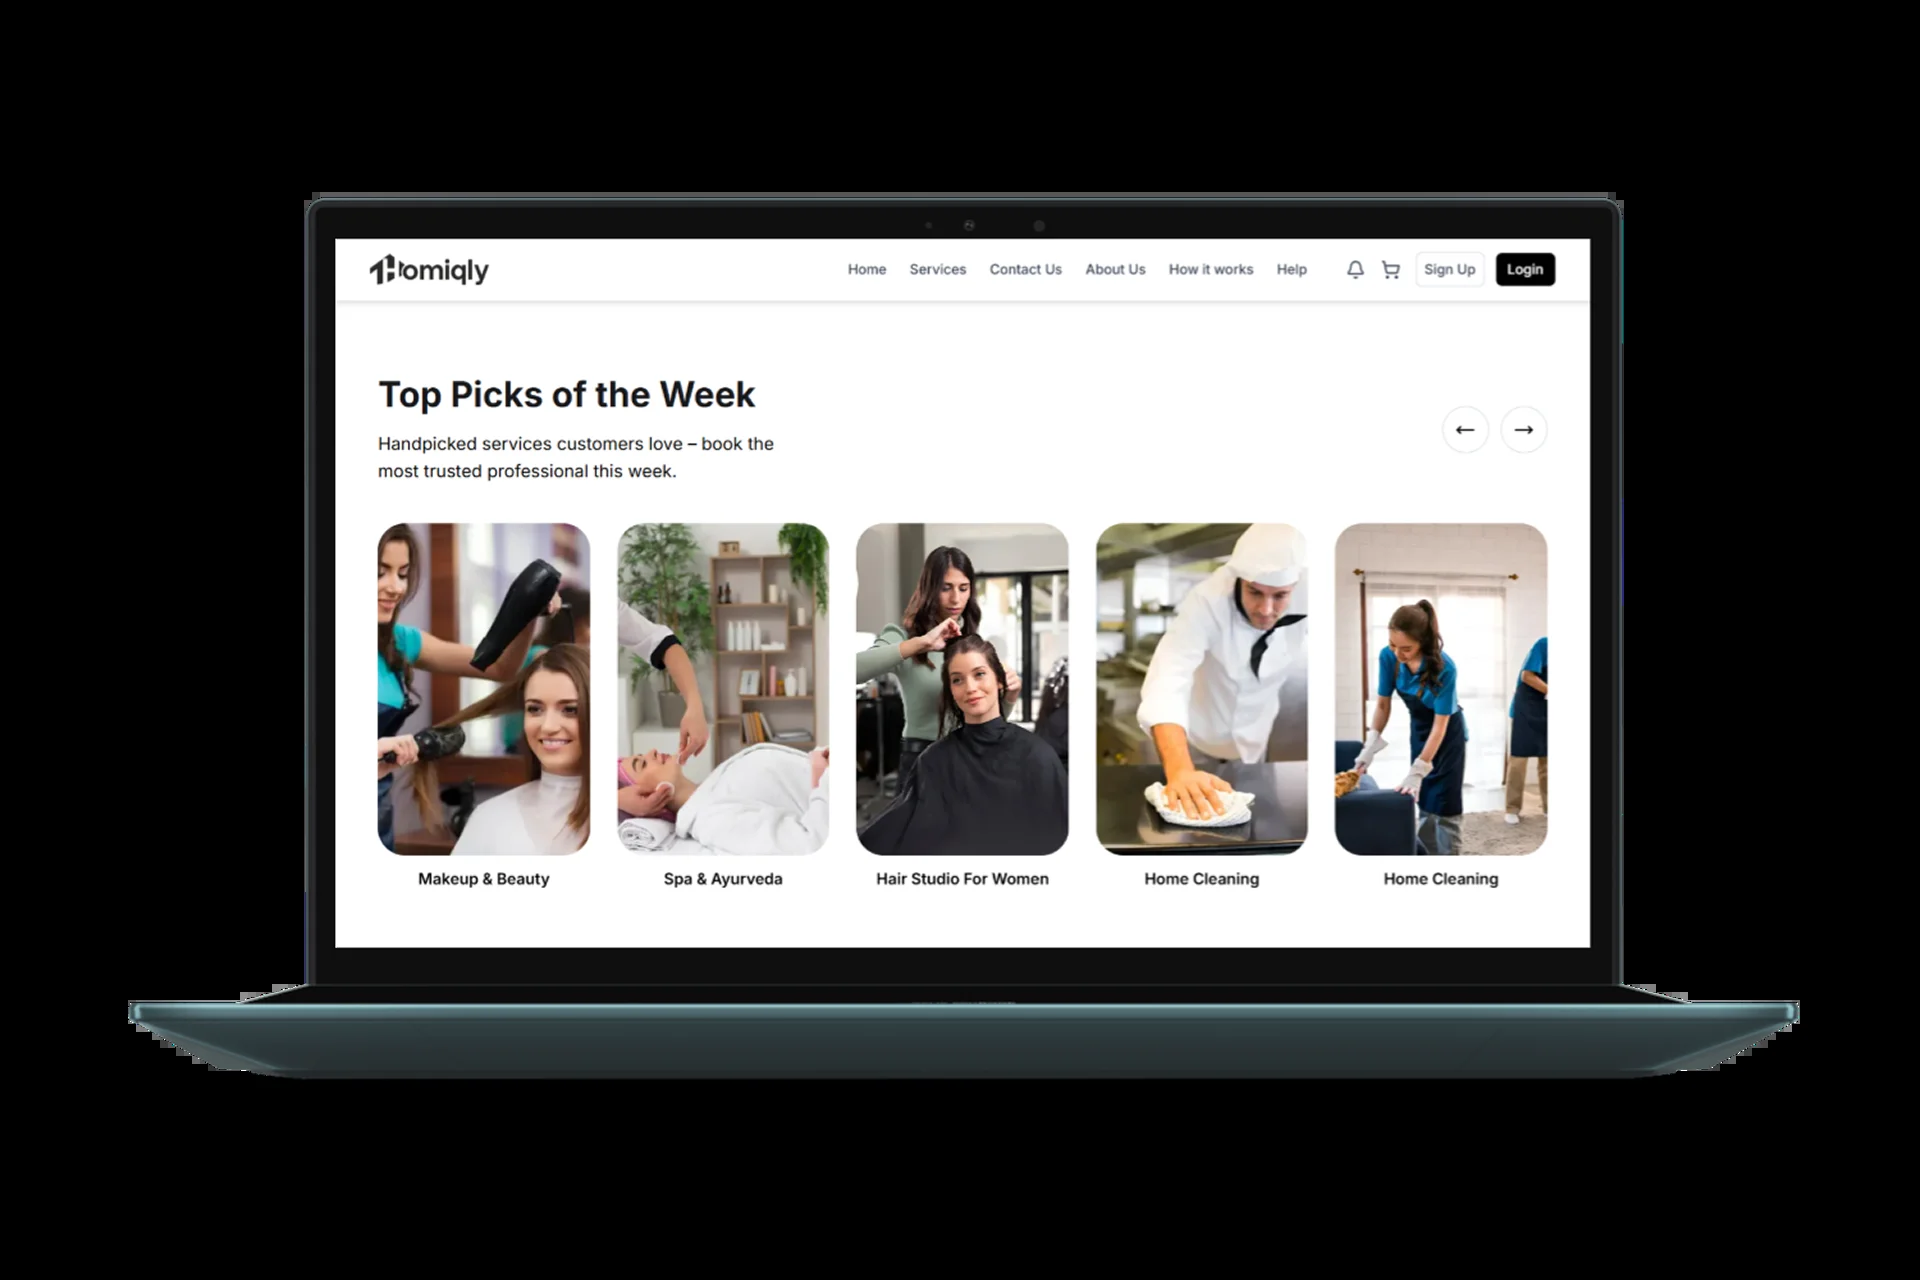 Homiqly
Home Services Contact Us About Us How it works Help Sign Up Login
Top Picks of the Week
Handpicked services customers love – book the
most trusted professional this week.
Makeup & Beauty
Spa & Ayurveda
Hair Studio For Women
Home Cleaning
Home Cleaning